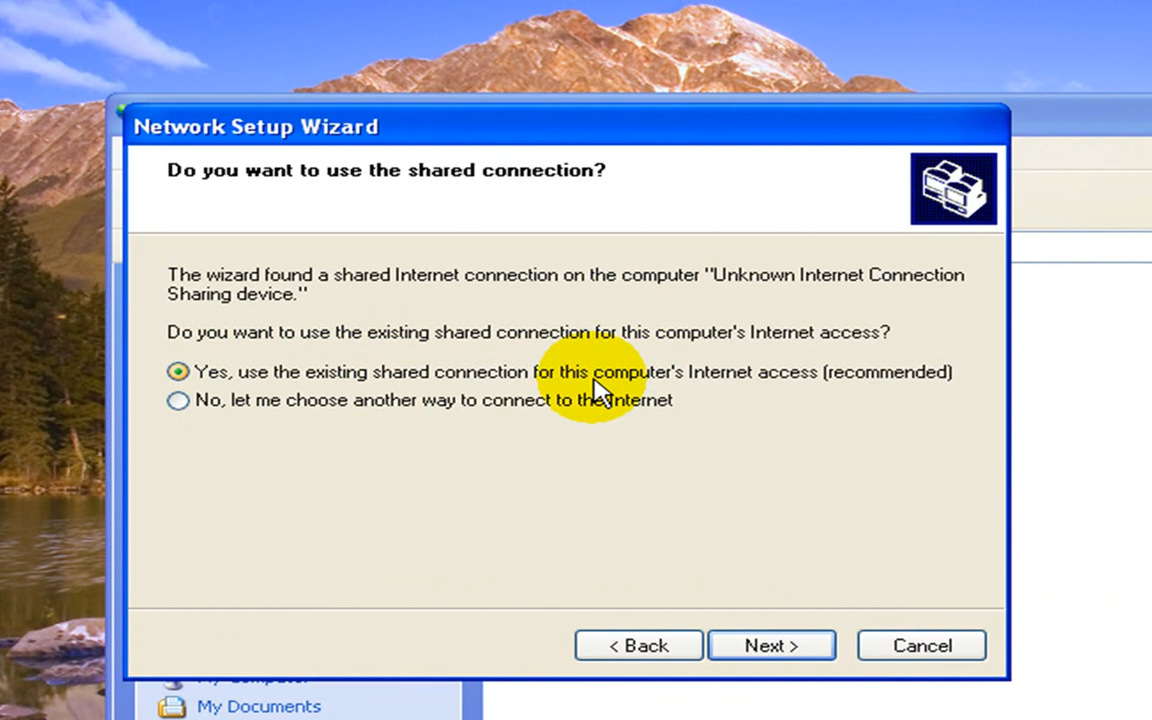 Network Setup Wizard
Do you want to use the shared connection?
The wizard found a shared Internet connection on the computer "Unknown Internet Connection
Sharing device."
Do you want to use the existing shared connection for this computer's Internet access?
Yes, use the existing shared connection for this computer's Internet access (recommended)
No, let me choose another way to connect to the Internet
< Back
Next >
Cancel
My Computer
My Documents